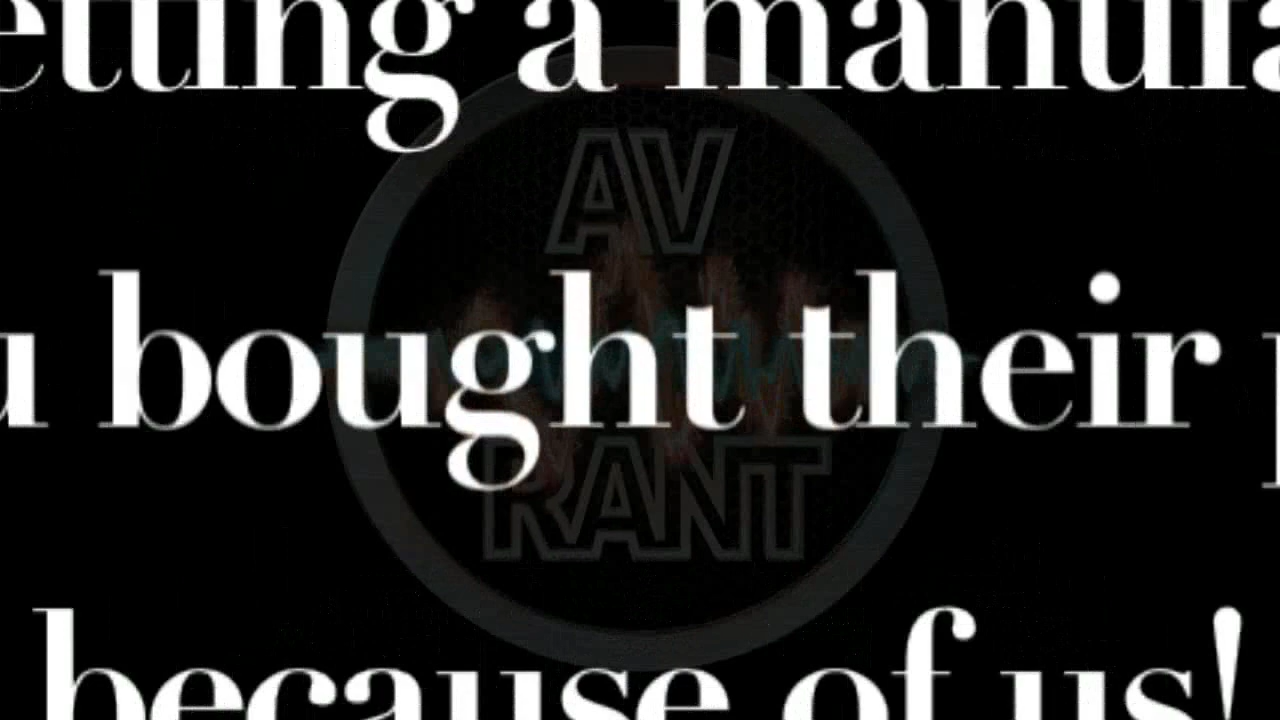 etting a manufa
AV
u bought their p
RANT
because of us!